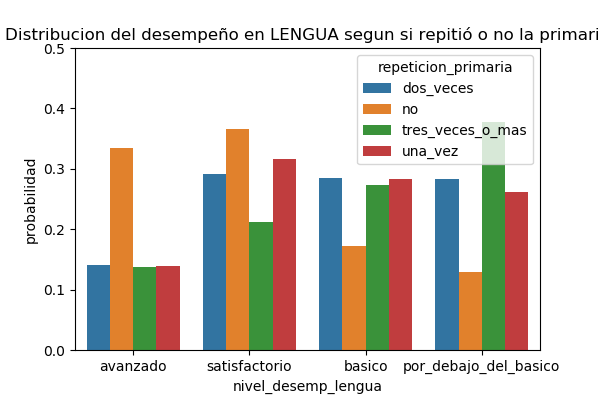 Distribucion del desempeño en LENGUA segun si repitió o no la primari
repeticion_primaria
dos_veces
no
tres_veces_o_mas
una_vez
probabilidad
0.5
0.4
0.3
0.2
0.1
0.0
avanzado
satisfactorio
basico
por_debajo_del_basico
nivel_desemp_lengua